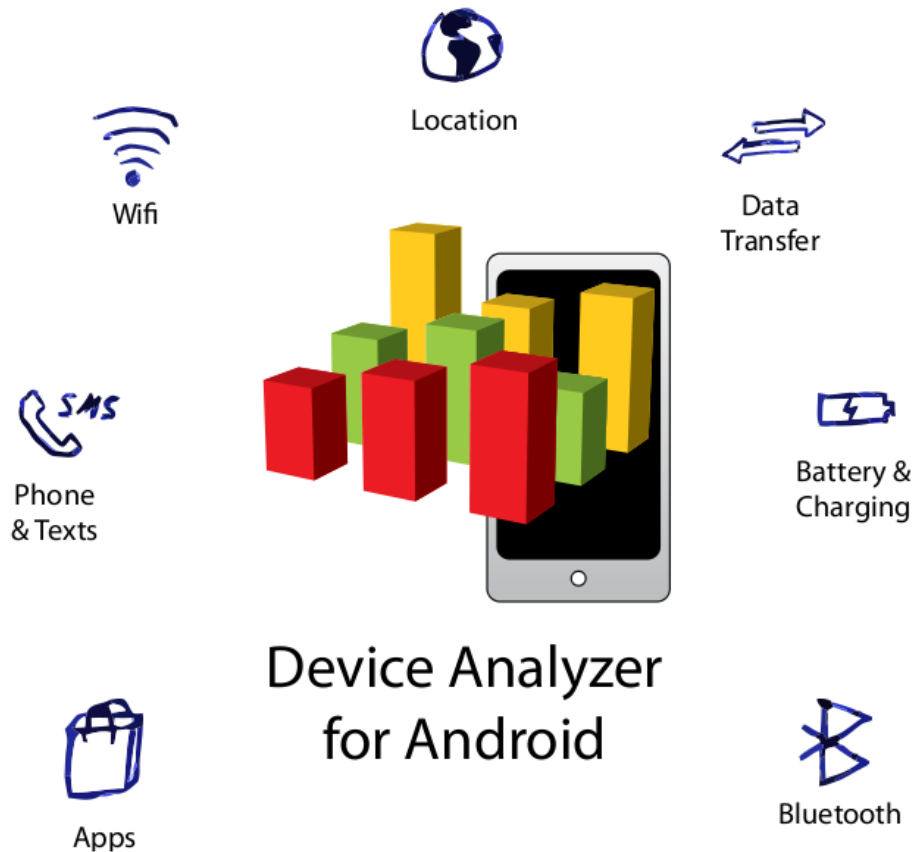 Location
Wifi
Data
Transfer
SMS
Phone
& Texts
Battery &
Charging
Device Analyzer
for Android
Apps
Bluetooth